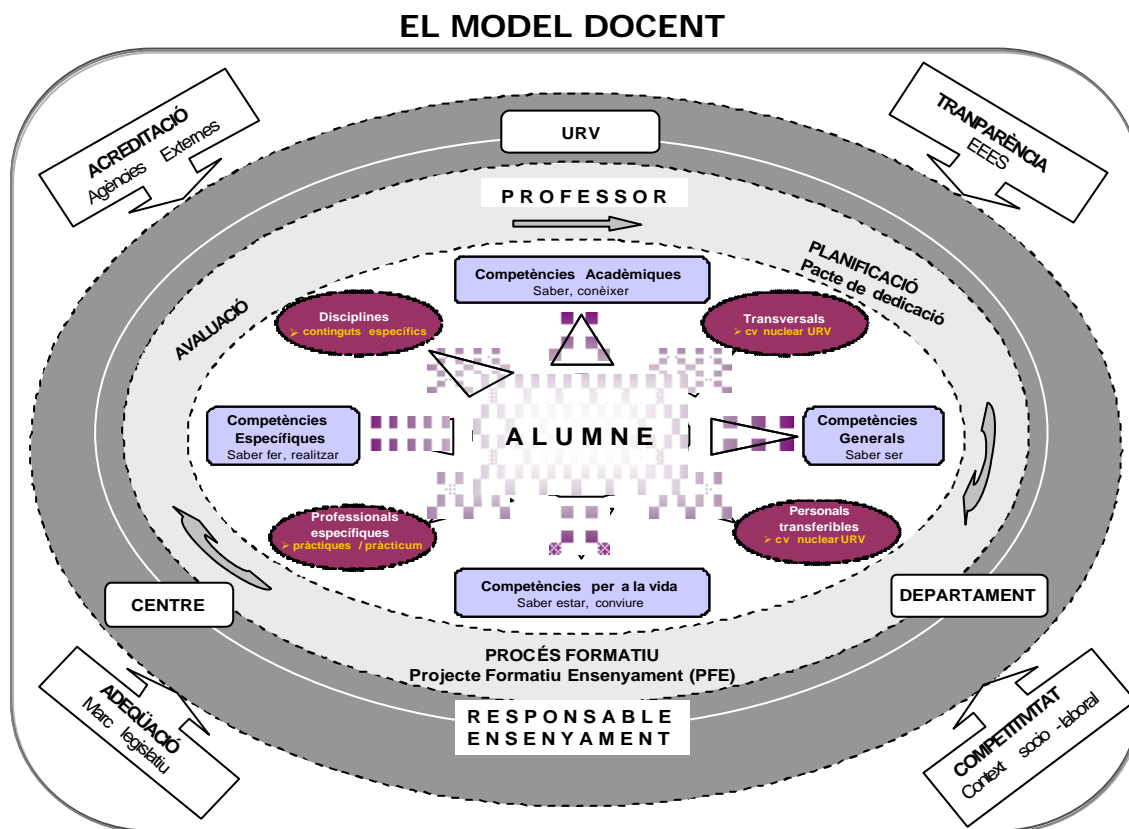 EL MODEL DOCENT
ACREDITACIÓ
Agències Externes
TRANPARÈNCIA
EEES
URV
PROFESSOR
AVALUACIÓ
PLANIFICACIÓ
Pacte de dedicació
Competències Acadèmiques
Saber, conèixer
Disciplines
➢ continguts específics
Transversals
➢ cv nuclear URV
Competències
Específiques
Saber fer, realitzar
ALUMNE
Competències
Generals
Saber ser
Professionals
específiques
➢ pràctiques / pràcticum
Personals
transferibles
➢ cv nuclear URV
Competències per a la vida
Saber estar, conviure
CENTRE
DEPARTAMENT
PROCÉS FORMATIU
Projecte Formatiu Ensenyament (PFE)
RESPONSABLE
ENSENYAMENT
ADEQÜACIÓ
Marc legislatiu
COMPETITIVITAT
Context socio -laboral